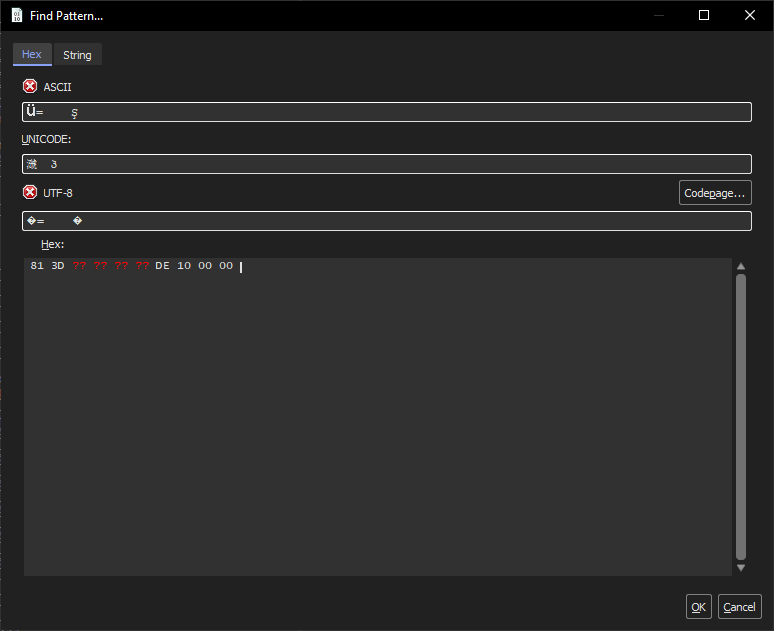 Find Pattern...
Hex String
ASCII
Ü= ş
UNICODE:
UTF-8
Codepage...
�= �
Hex:
81 3D ?? ?? ?? ?? DE 10 00 00
OK Cancel